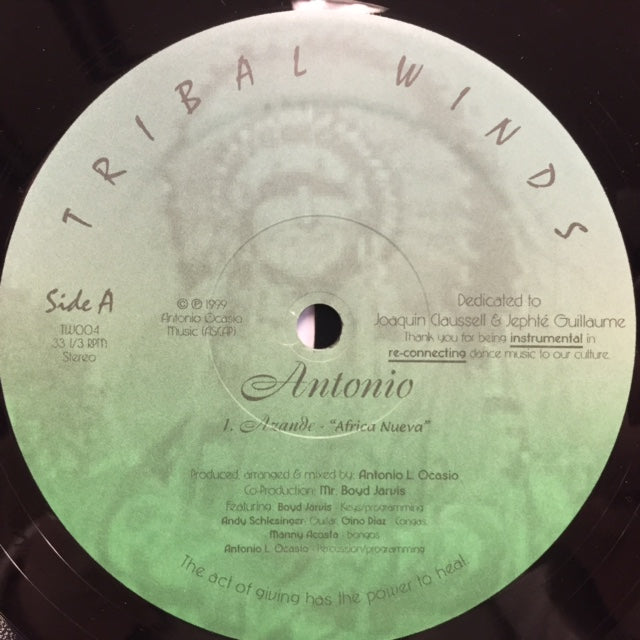 TRIBAL WINDS
Side A
TW004
33 1/3 RPM
Stereo
© ℗ 1999
Antonio Ocasio
Music (ASCAP)
Dedicated to
Joaquin Claussell & Jephté Guillaume
Thank you for being instrumental in
re-connecting dance music to our culture.
Antonio
1. Azande - "Africa Nueva"
Produced, arranged & mixed by: Antonio L. Ocasio
Co-Production: Mr. Boyd Jarvis
Featuring: Boyd Jarvis - Keys/programming
Andy Schlesinger- Guitar, Gino Diaz - Congas,
Manny Acosta - bongos
Antonio L. Ocasio - Percussion/programming
The act of giving has the power to heal.